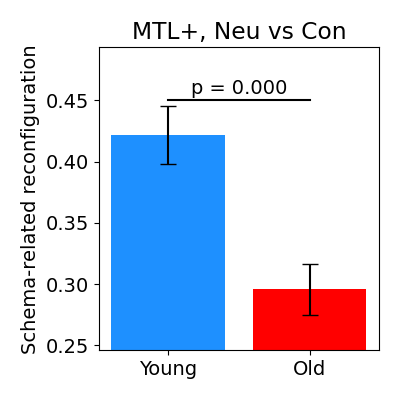 MTL+, Neu vs Con
Schema-related reconfiguration
p = 0.000
0.45
0.40
0.35
0.30
0.25
Young
Old